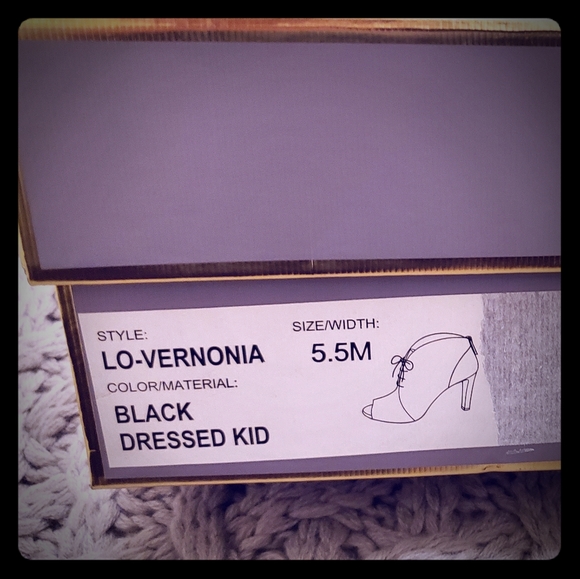 STYLE:
LO-VERNONIA
COLOR/MATERIAL:
BLACK
DRESSED KID
SIZE/WIDTH:
5.5M